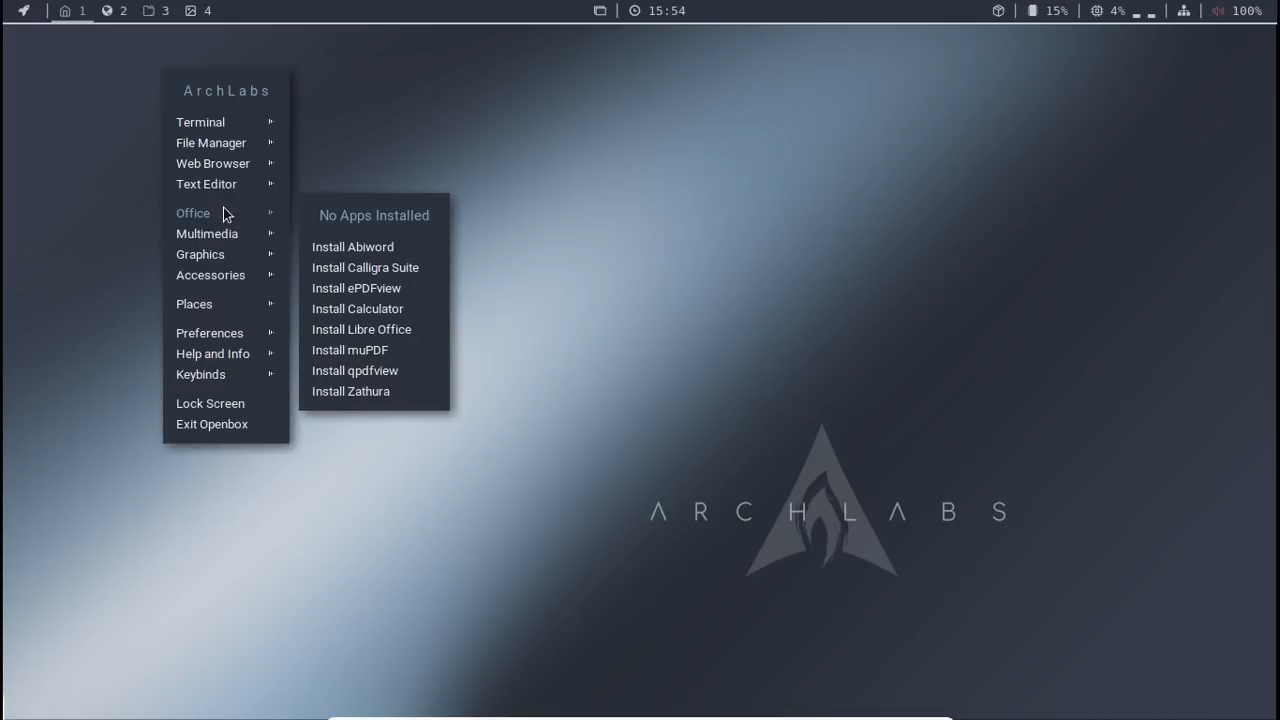 1 2 3 4 15:54 15% 4% 100%
ArchLabs
Terminal
File Manager
Web Browser
Text Editor
Office
Multimedia
Graphics
Accessories
Places
Preferences
Help and Info
Keybinds
Lock Screen
Exit Openbox
No Apps Installed
Install Abiword
Install Calligra Suite
Install ePDFview
Install Calculator
Install Libre Office
Install muPDF
Install qpdfview
Install Zathura
ARCHLABS